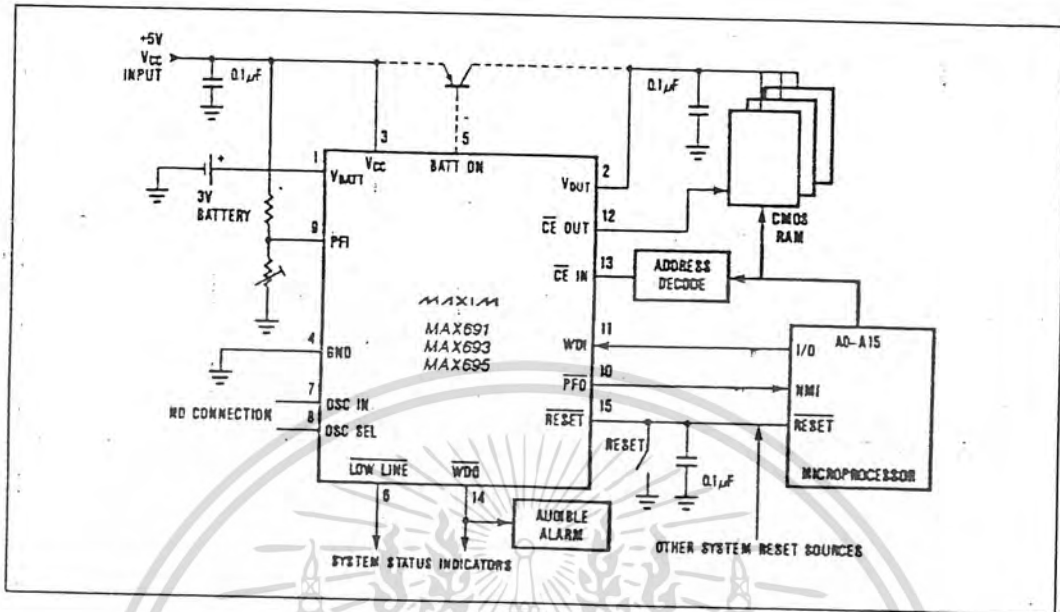 +5V
VCC
INPUT
0.1µF
3
5
VCC
BATT ON
1
VBATT
3V
BATTERY
9
PFI
VOUT
2
0.1µF
CMOS
RAM
12
CE OUT
13
CE IN
ADDRESS
DECODE
MAXIM
MAX691
MAX693
MAX695
11
WDI
10
PFO
15
RESET
A0-A15
I/O
NMI
RESET
MICROPROCESSOR
4
GND
7
OSC IN
NO CONNECTION
8
OSC SEL
LOW LINE
WDO
6
14
RESET
0.1µF
AUDIBLE
ALARM
SYSTEM STATUS INDICATORS
OTHER SYSTEM RESET SOURCES